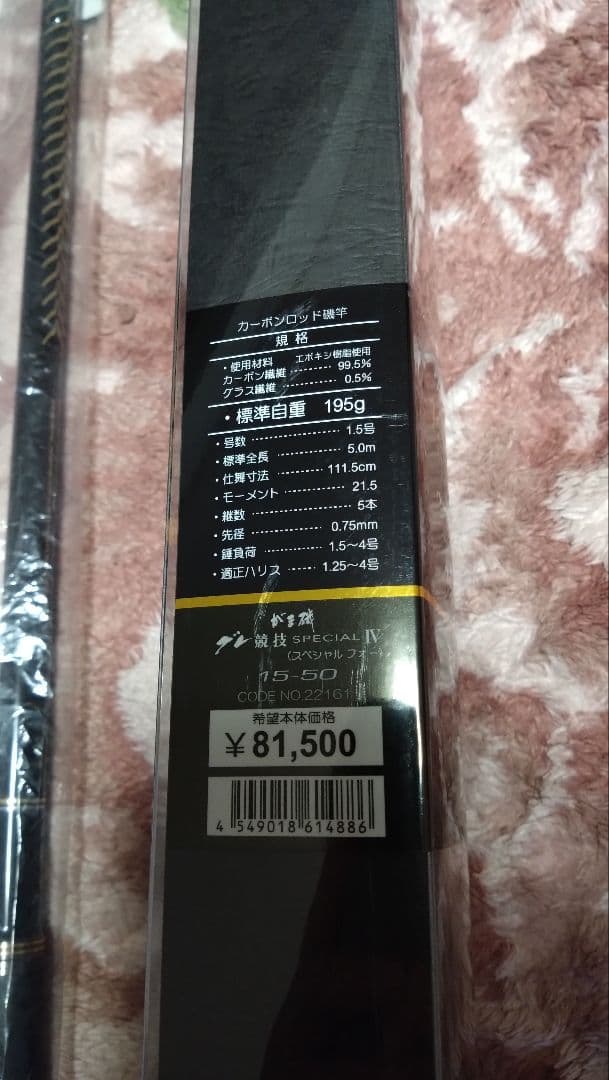 カーボンロッド磯竿
規格
・使用材料 エポキシ樹脂使用
カーボン繊維 ……… 99.5%
グラス繊維 ……… 0.5%
・標準自重 195g
・号数 ……… 1.5号
・標準全長 ……… 5.0m
・仕舞寸法 ……… 111.5cm
・モーメント ……… 21.5
・継数 ……… 5本
・先径 ……… 0.75mm
・錘負荷 ……… 1.5〜4号
・適正ハリス ……… 1.25〜4号
がま磯
グレ競技 SPECIAL Ⅳ
(スペシャル フォー)
15-50
CODE NO.22161
希望本体価格
¥81,500
4 549018 614886